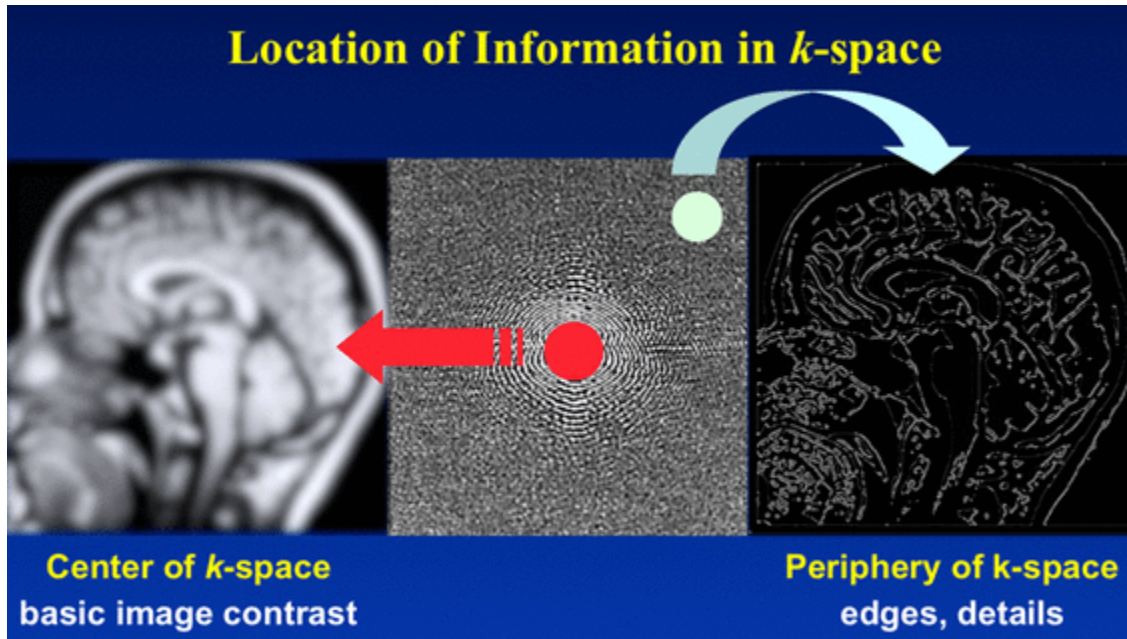 Location of Information in k-space
Center of k-space
basic image contrast
Periphery of k-space
edges, details